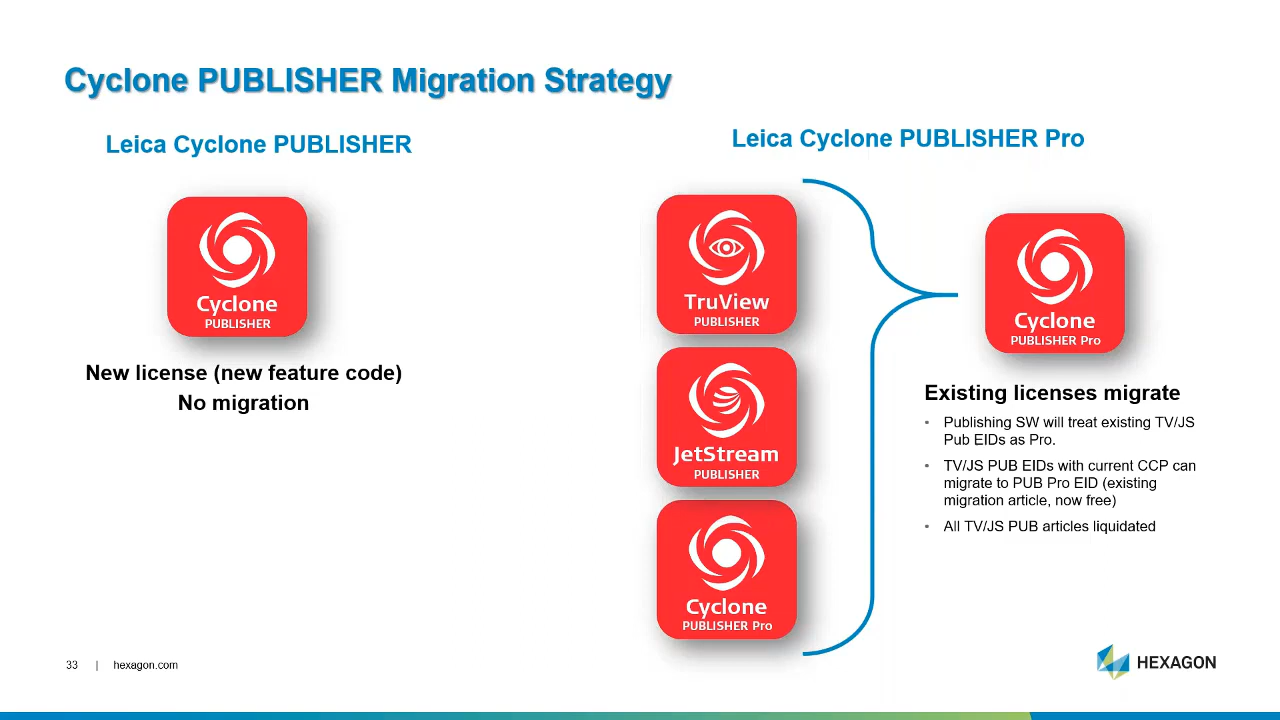 Cyclone PUBLISHER Migration Strategy
Leica Cyclone PUBLISHER
Cyclone
PUBLISHER
New license (new feature code)
No migration
Leica Cyclone PUBLISHER Pro
TruView
PUBLISHER
JetStream
PUBLISHER
Cyclone
PUBLISHER Pro
Cyclone
PUBLISHER Pro
Existing licenses migrate
• Publishing SW will treat existing TV/JS
Pub EIDs as Pro.
• TV/JS PUB EIDs with current CCP can
migrate to PUB Pro EID (existing
migration article, now free)
• All TV/JS PUB articles liquidated
33 | hexagon.com
HEXAGON